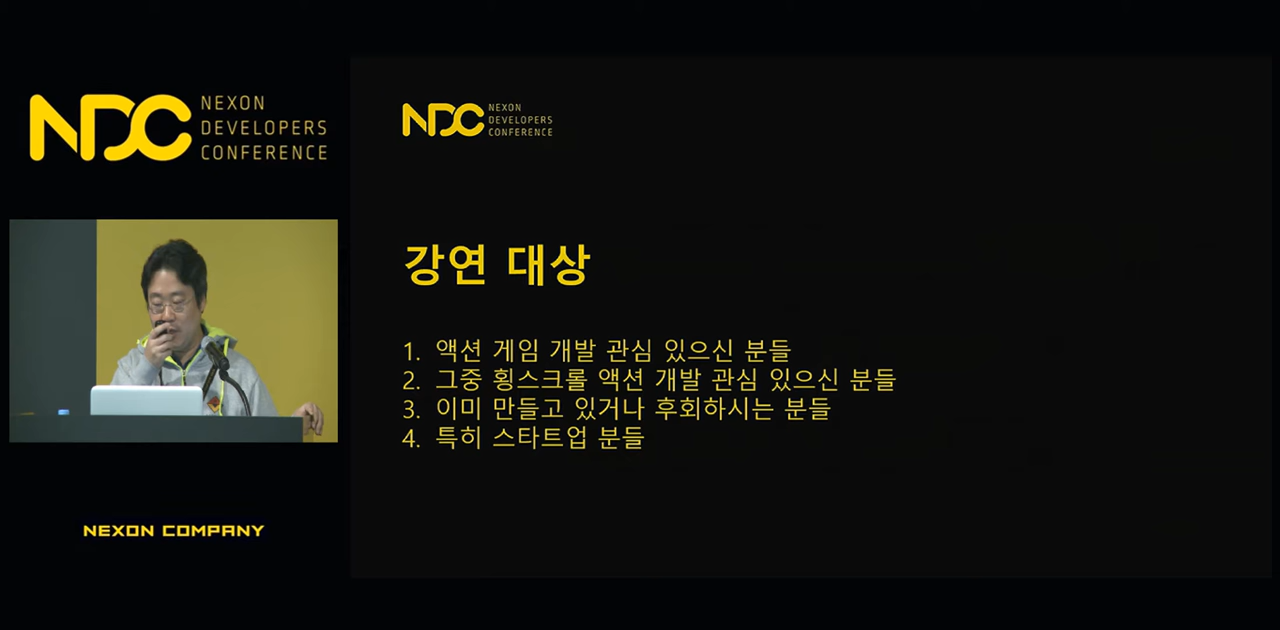 NDC
NEXON
DEVELOPERS
CONFERENCE
NEXON COMPANY
NDC
NEXON
DEVELOPERS
CONFERENCE
강연 대상
1. 액션 게임 개발 관심 있으신 분들
2. 그중 횡스크롤 액션 개발 관심 있으신 분들
3. 이미 만들고 있거나 후회하시는 분들
4. 특히 스타트업 분들